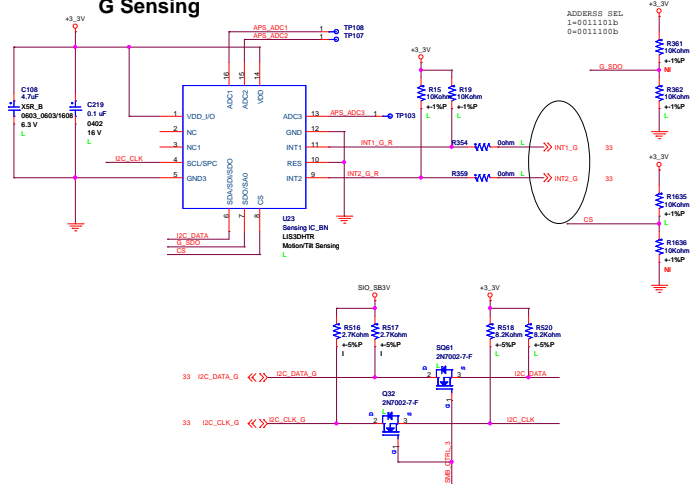 G Sensing
+3_3V
APS_ADC1 1 TP108
APS_ADC2 1 TP107
ADDERSS SEL
1=0011101b
0=0011100b
+3_3V
+3_3V
R361
10Kohm
+-1%P
NI
G_SDO
R362
10Kohm
+-1%P
L
C108
4.7uF
X5R_B
0603_0603/1608
6.3 V
L
C219
0.1 uF
0402
16 V
L
16 15 14
ADC1 ADC2 VDD
1 VDD_I/O
2 NC
3 NC1
I2C_CLK 4 SCL/SPC
5 GND3
ADC3 13 APS_ADC3 1 TP103
GND 12
INT1 11
RES 10
INT2 9
SDA/SDI/SDO SDO/SA0 CS
6 7 8
R15
10Kohm
+-1%P
L
R19
10Kohm
+-1%P
L
INT1_G_R R354 0ohm L INT1_G 33
INT2_G_R R359 0ohm L INT2_G 33
U23
Sensing IC_BN
LIS3DHTR
Motion/Tilt Sensing
L
I2C_DATA
G_SDO
CS
+3_3V
R1635
10Kohm
+-1%P
L
CS
R1636
10Kohm
+-1%P
NI
SIO_SB3V
+3_3V
R516
2.7Kohm
+-5%P
I
R517
2.7Kohm
+-5%P
I
R518
8.2Kohm
+-5%P
L
R520
8.2Kohm
+-5%P
L
SQ61
2N7002-7-F
L
D S
G
33 I2C_DATA_G I2C_DATA_G 2 3 I2C_DATA
1
Q32
2N7002-7-F
L
D S
G
33 I2C_CLK_G I2C_CLK_G 2 3 I2C_CLK
1
SMB_CTRL_3